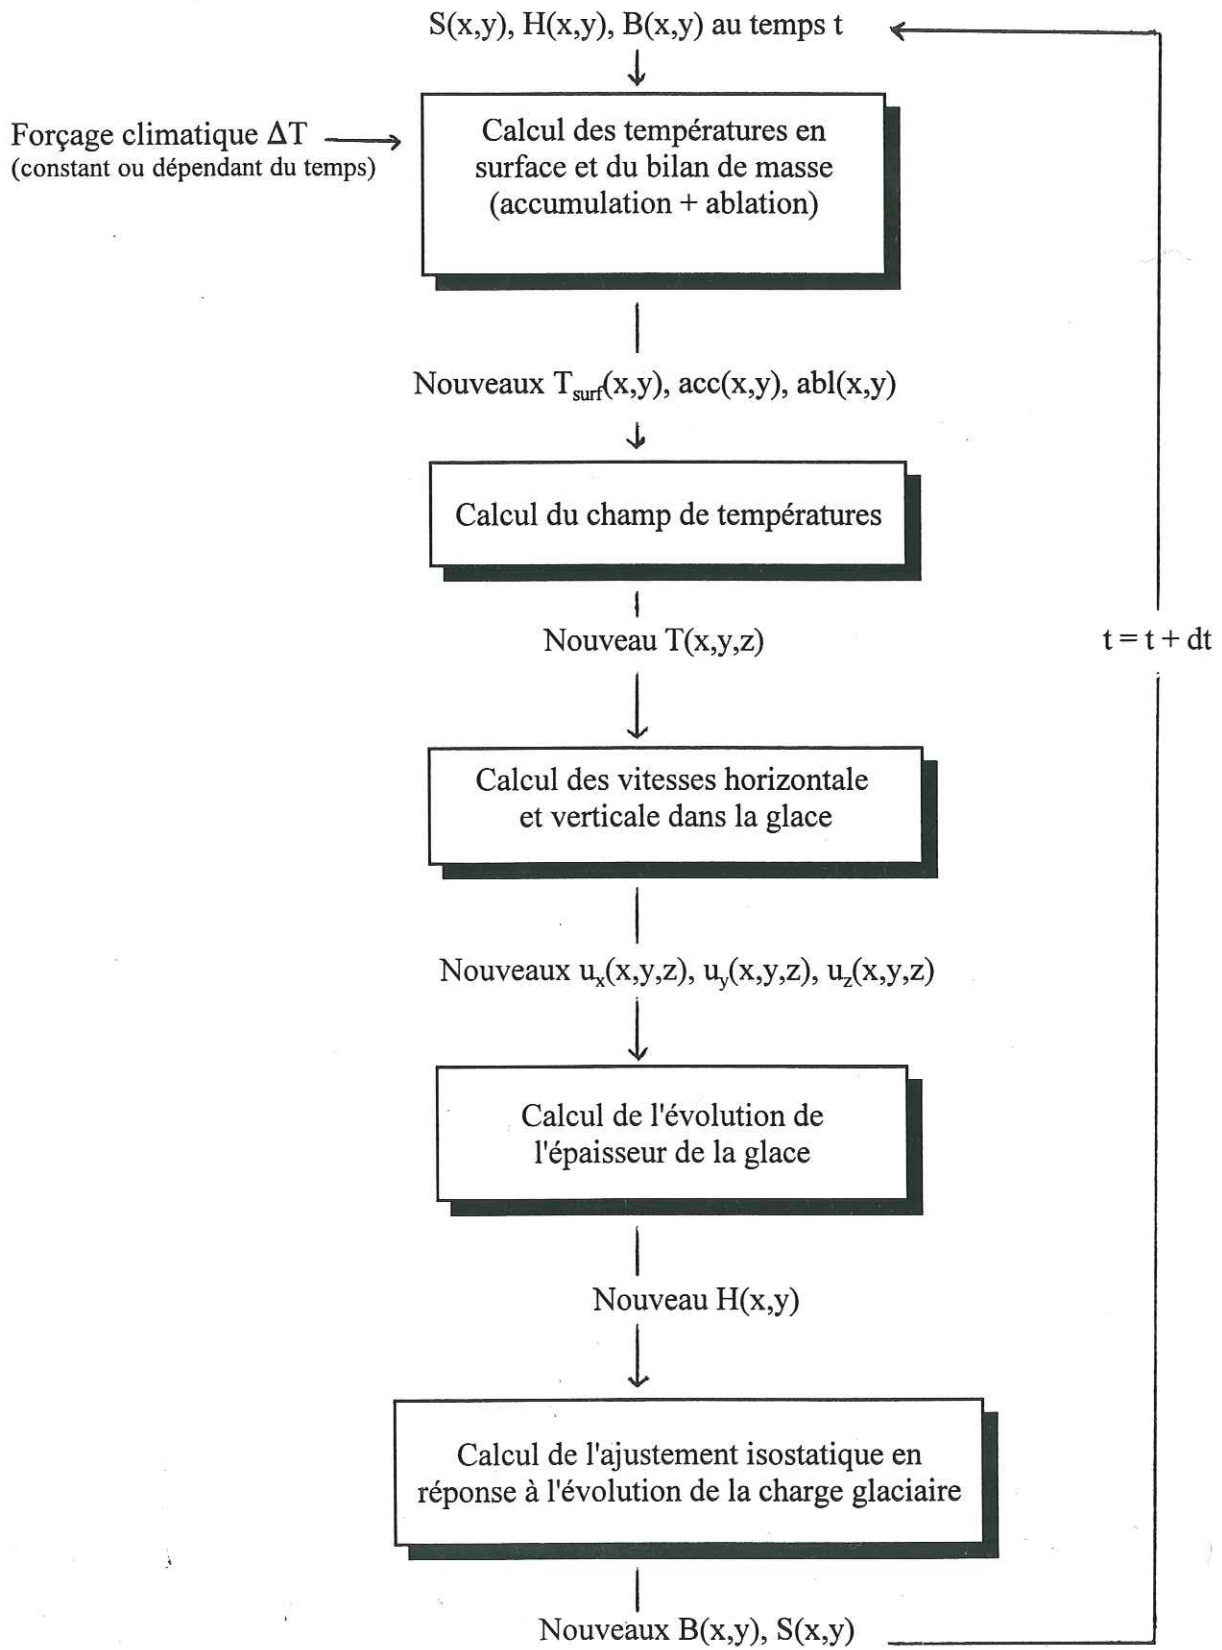 S(x,y), H(x,y), B(x,y) au temps t
Forçage climatique ΔT
(constant ou dépendant du temps)
Calcul des températures en
surface et du bilan de masse
(accumulation + ablation)
Nouveaux T_surf(x,y), acc(x,y), abl(x,y)
Calcul du champ de températures
Nouveau T(x,y,z)
t = t + dt
Calcul des vitesses horizontale
et verticale dans la glace
Nouveaux u_x(x,y,z), u_y(x,y,z), u_z(x,y,z)
Calcul de l'évolution de
l'épaisseur de la glace
Nouveau H(x,y)
Calcul de l'ajustement isostatique en
réponse à l'évolution de la charge glaciaire
Nouveaux B(x,y), S(x,y)